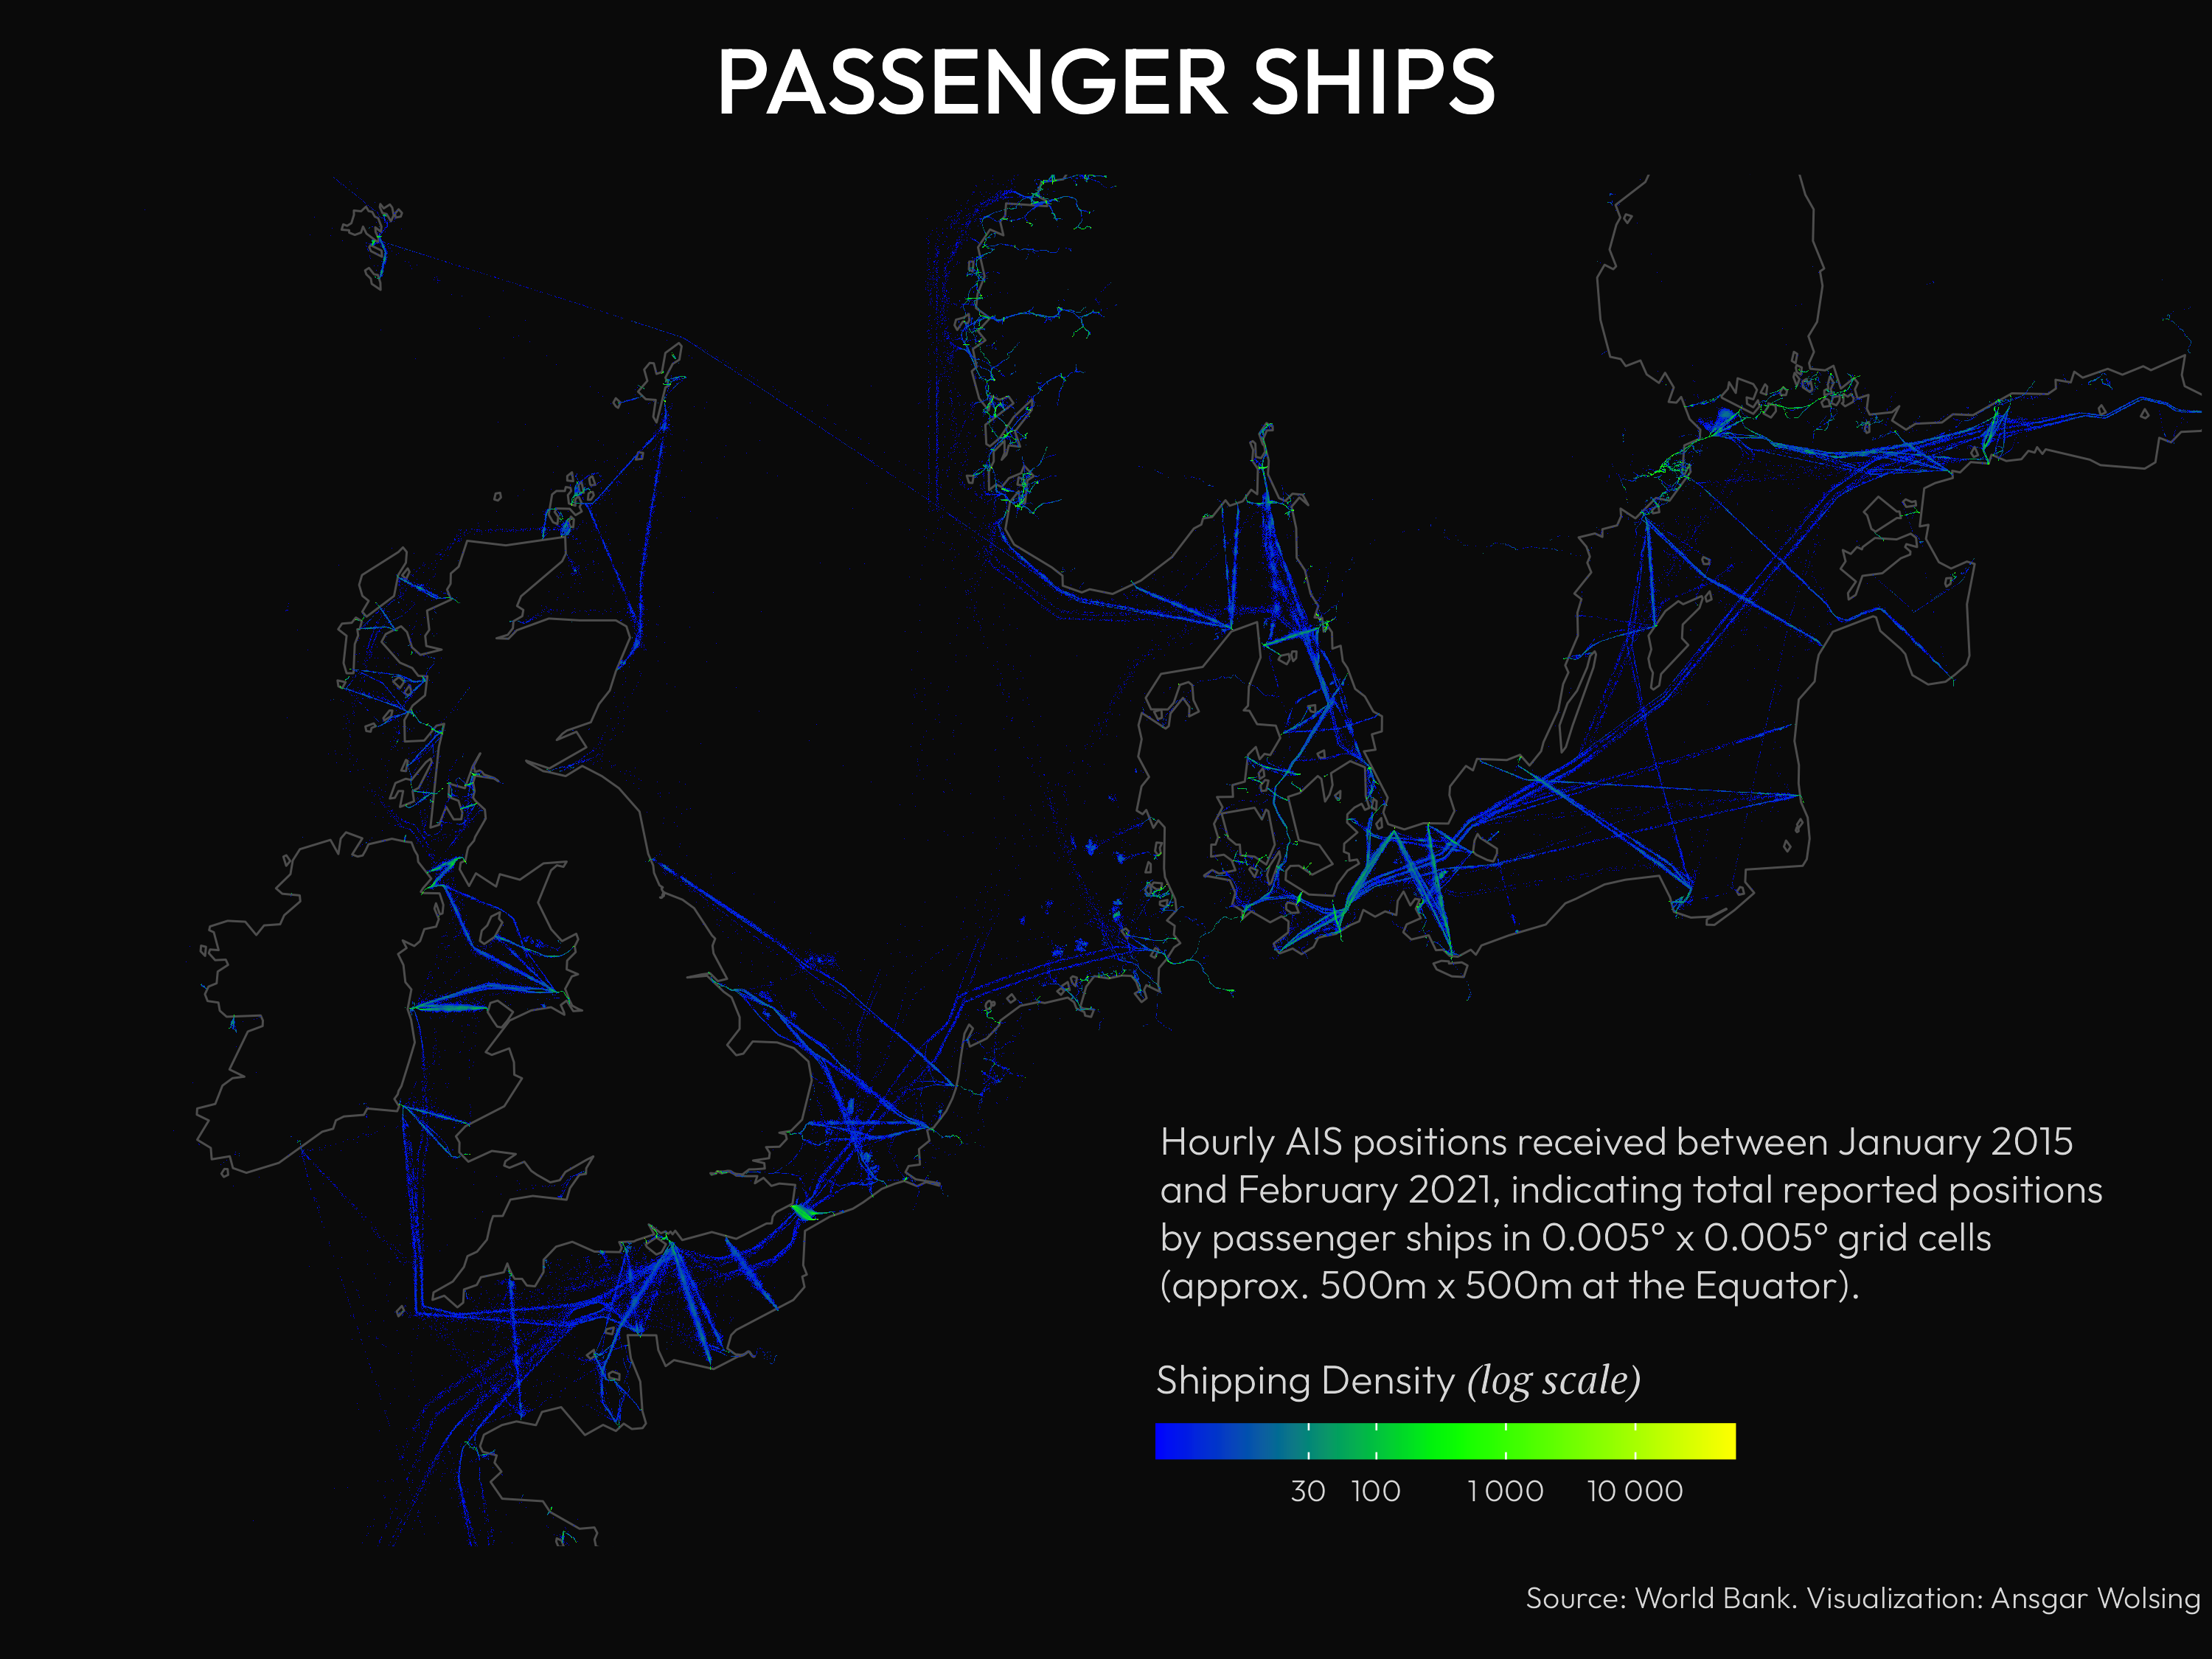 PASSENGER SHIPS
Hourly AIS positions received between January 2015
and February 2021, indicating total reported positions
by passenger ships in 0.005° x 0.005° grid cells
(approx. 500m x 500m at the Equator).
Shipping Density (log scale)
30 100 1 000 10 000
Source: World Bank. Visualization: Ansgar Wolsing